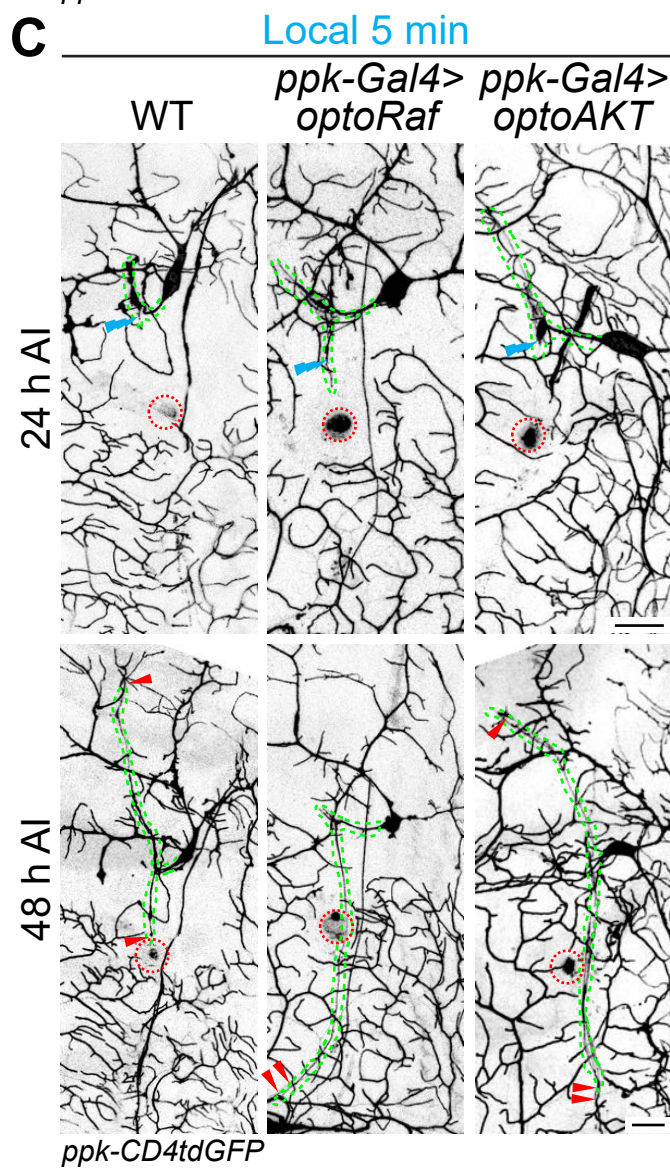 C
Local 5 min
WT
ppk-Gal4>
optoRaf
ppk-Gal4>
optoAKT
24 h AI
48 h AI
ppk-CD4tdGFP